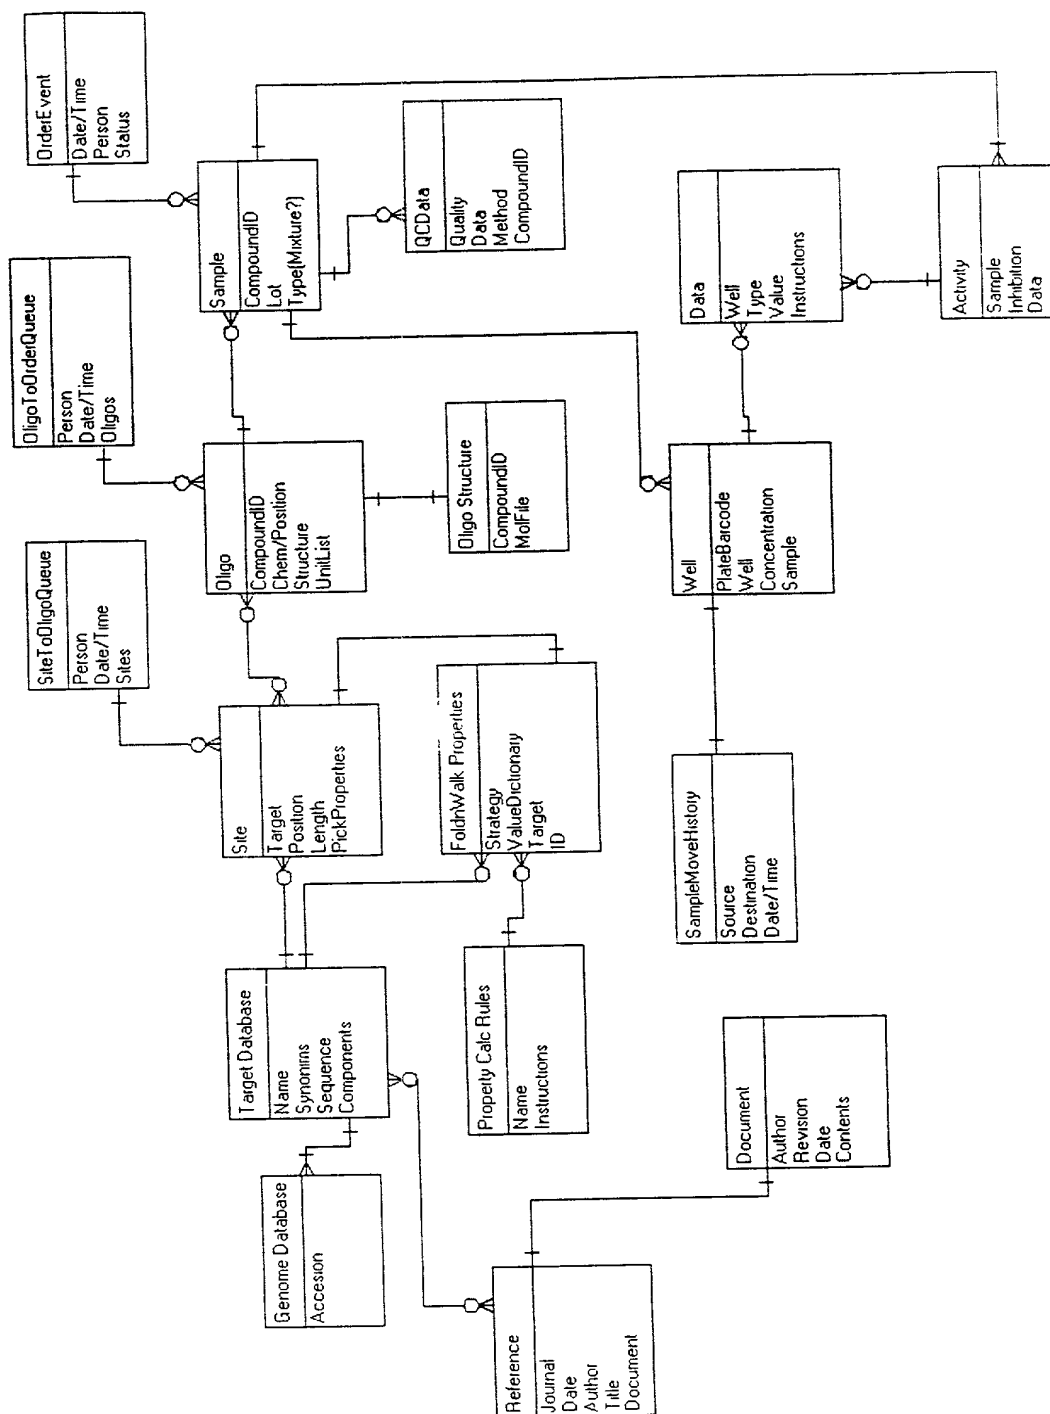 OrderEvent
Date/Time
Person
Status
OligoToOrderQueue
Person
Date/Time
Oligos
SiteToOligoQueue
Person
Date/Time
Sites
Sample
CompoundID
Lot
Type(Mixture?)
Oligo
CompoundID
Chem/Position
Structure
UnitList
Site
Target
Position
Length
PickProperties
Target Database
Name
Synonims
Sequence
Components
Genome Database
Accesion
QCData
Quality
Data
Method
CompoundID
Oligo Structure
CompoundID
MolFile
FoldnWalk Properties
Strategy
ValueDictionary
Target
ID
Property Calc Rules
Name
Instructions
Reference
Journal
Date
Author
Title
Document
Data
Well
Type
Value
Instructions
Well
PlateBarcode
Well
Concentration
Sample
SampleMoveHistory
Source
Destination
Date/Time
Document
Author
Revision
Date
Contents
Activity
Sample
Inhibition
Data